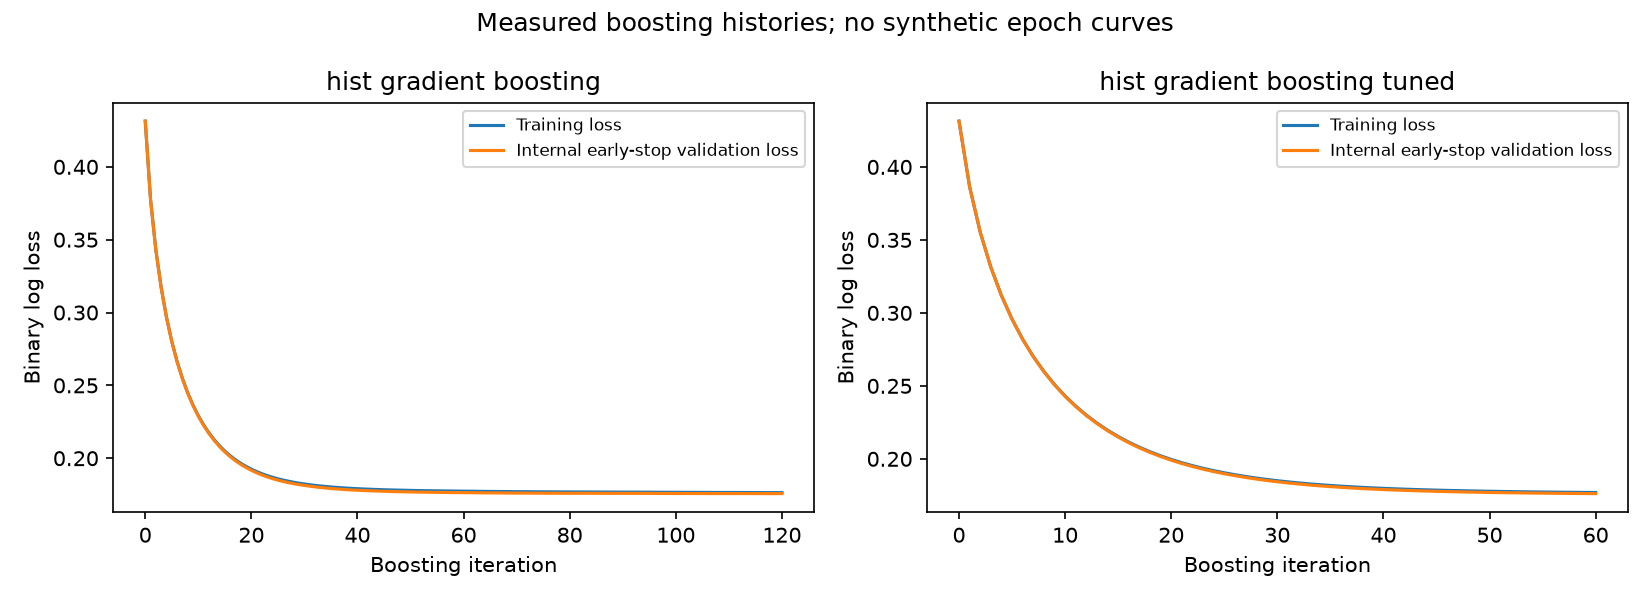 Measured boosting histories; no synthetic epoch curves
hist gradient boosting
Training loss
Internal early-stop validation loss
Binary log loss
0.40
0.35
0.30
0.25
0.20
0
20
40
60
80
100
120
Boosting iteration
hist gradient boosting tuned
Training loss
Internal early-stop validation loss
Binary log loss
0.40
0.35
0.30
0.25
0.20
0
10
20
30
40
50
60
Boosting iteration